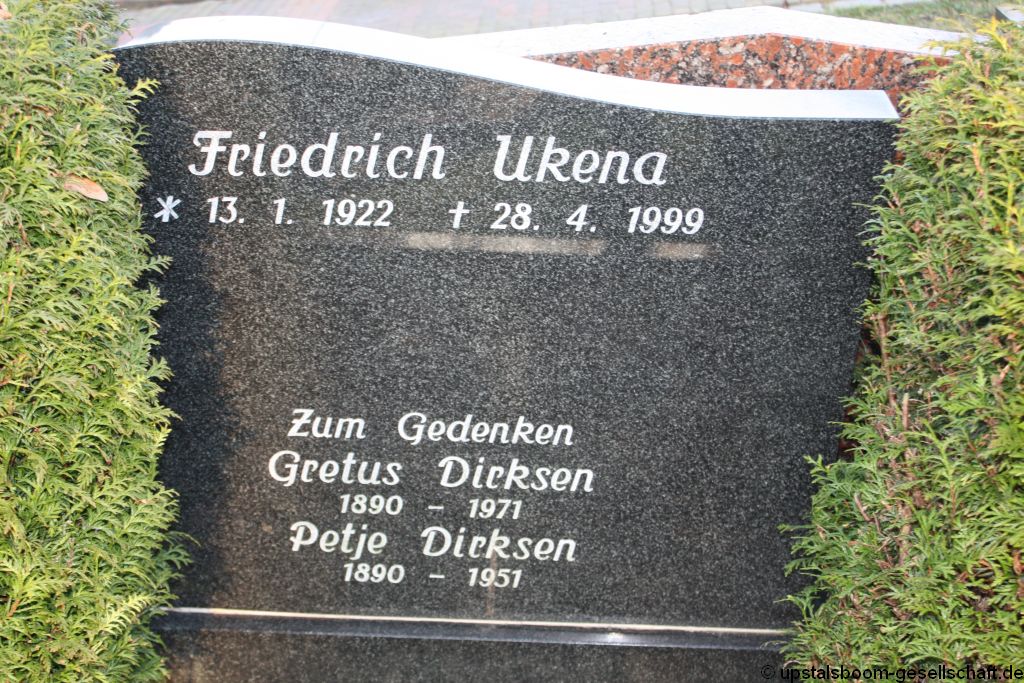 Friedrich Ukena
* 13. 1. 1922 † 28. 4. 1999
Zum Gedenken
Gretus Dirksen
1890 – 1971
Petje Dirksen
1890 – 1951
© upstalsboom-gesellschaft.de